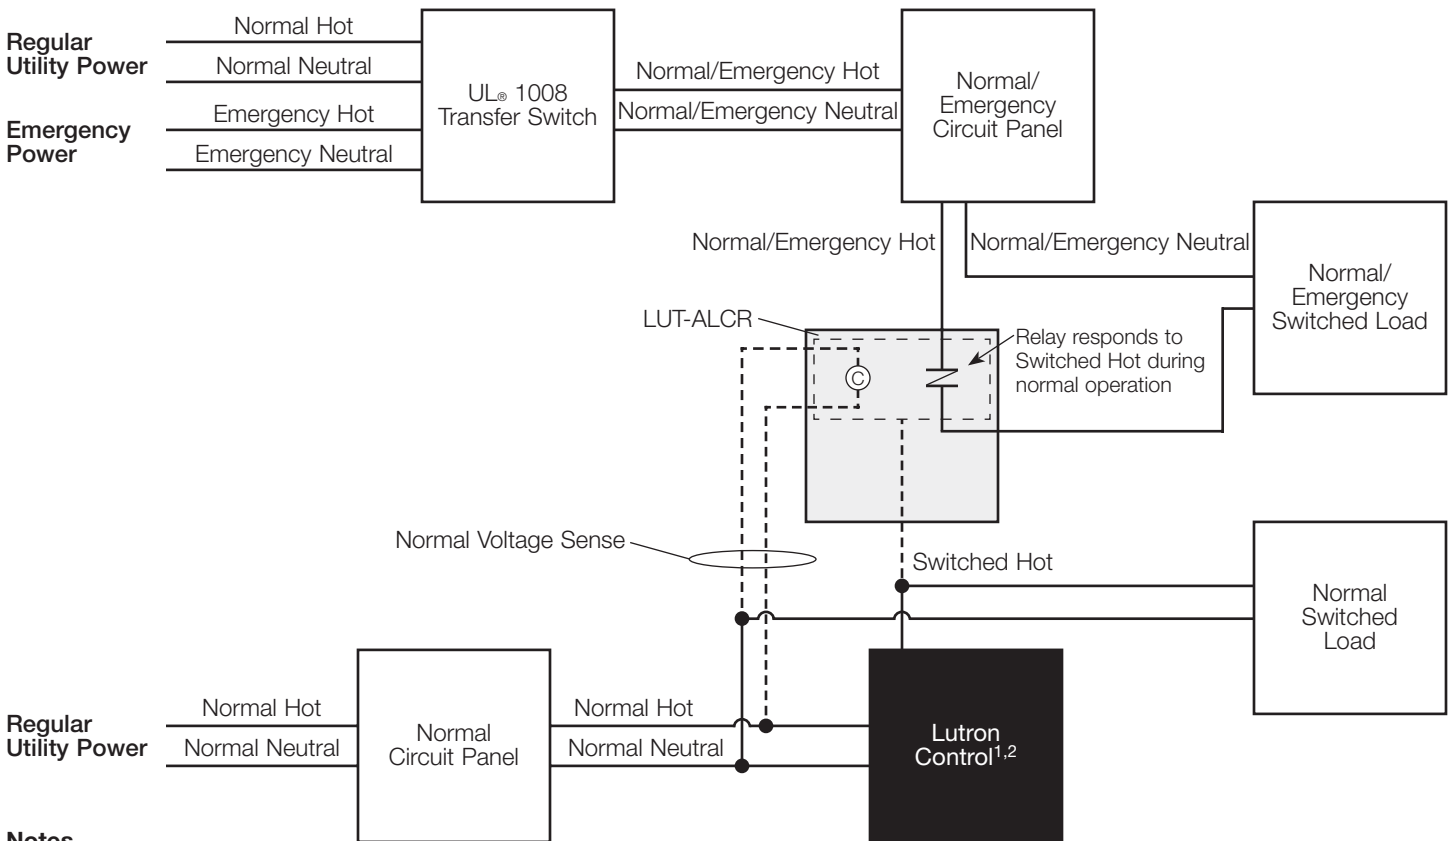 Regular
Utility Power
Normal Hot
Normal Neutral
Emergency
Power
Emergency Hot
Emergency Neutral
UL® 1008
Transfer Switch
Normal/Emergency Hot
Normal/Emergency Neutral
Normal/
Emergency
Circuit Panel
Normal/Emergency Hot
Normal/Emergency Neutral
Normal/
Emergency
Switched Load
LUT-ALCR
C
Relay responds to
Switched Hot during
normal operation
Normal Voltage Sense
Switched Hot
Normal
Switched
Load
Regular
Utility Power
Normal Hot
Normal Neutral
Normal
Circuit Panel
Normal Hot
Normal Neutral
Lutron
Control1,2
Notes